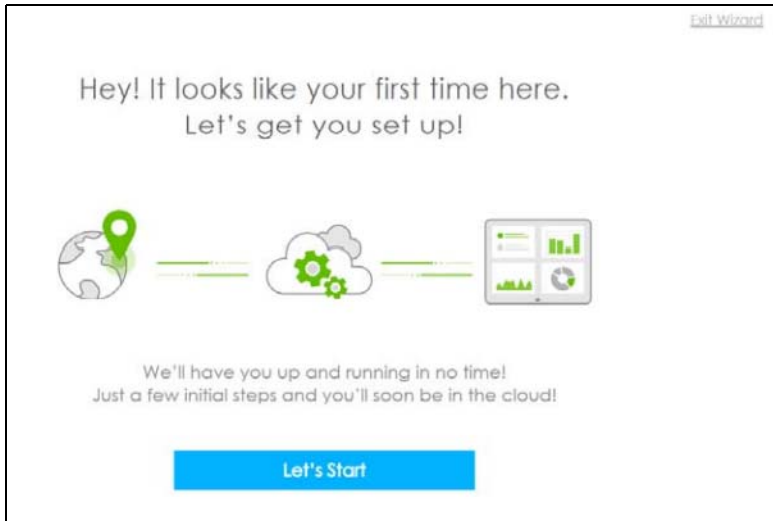 Exit Wizard
Hey! It looks like your first time here.
Let's get you set up!
We'll have you up and running in no time!
Just a few initial steps and you'll soon be in the cloud!
Let's Start